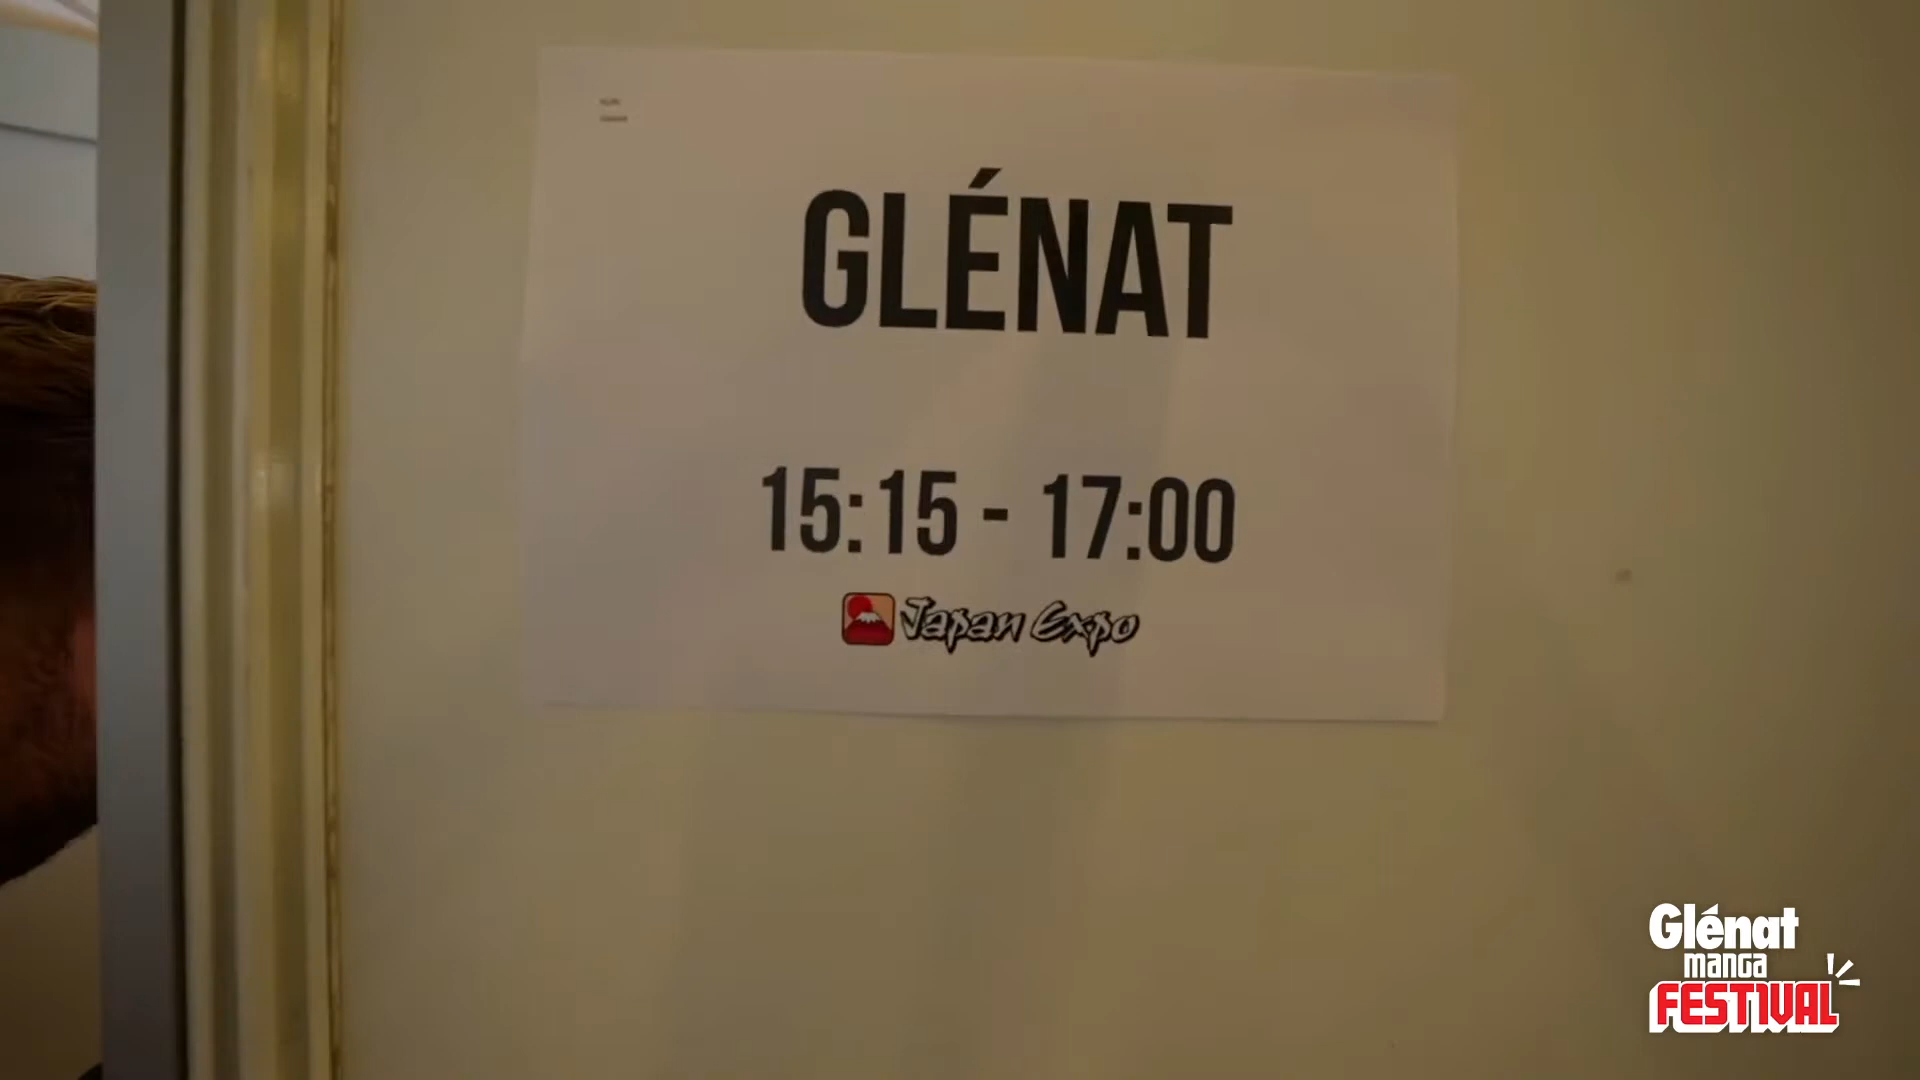 GLÉNAT
15:15 - 17:00
Japan Expo
Glénat
manga
FESTIVAL